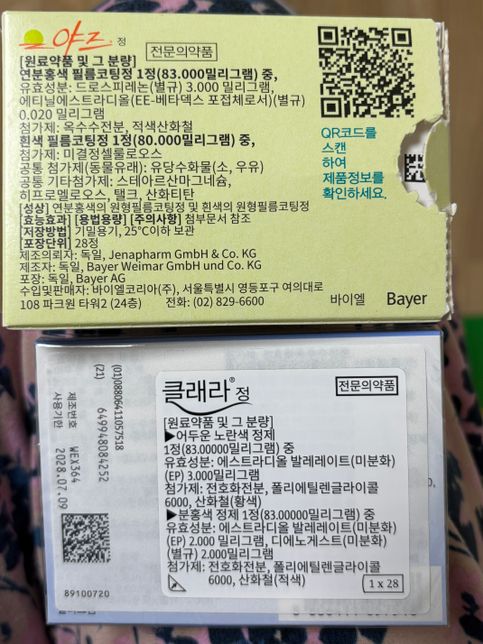 야즈 정
전문의약품
[원료약품 및 그 분량]
연분홍색 필름코팅정 1정(83.000밀리그램) 중,
유효성분: 드로스피레논(별규) 3.000 밀리그램,
에티닐에스트라디올(EE-베타덱스 포접체로서)(별규)
0.020 밀리그램
첨가제: 옥수수전분, 적색산화철
흰색 필름코팅정 1정(80.000밀리그램) 중,
첨가제: 미결정셀룰로오스
공통 첨가제(동물유래): 유당수화물(소, 우유)
공통 기타첨가제: 스테아르산마그네슘,
히프로멜로오스, 탤크, 산화티탄
[성상] 연분홍색의 원형필름코팅정 및 흰색의 원형필름코팅정
[효능효과] [용법용량] [주의사항] 첨부문서 참조
[저장방법] 기밀용기, 25℃이하 보관
[포장단위] 28정
제조의뢰자: 독일, Jenapharm GmbH & Co. KG
제조자: 독일, Bayer Weimar GmbH und Co. KG
포장: 독일, Bayer AG
수입및판매사: 바이엘코리아(주), 서울특별시 영등포구 여의대로
108 파크원 타워2 (24층) 전화: (02) 829-6600
QR코드를
스캔
하여
제품정보를
확인하세요.
바이엘 Bayer
(01)08806411057518
(21) 649948084252
제조번호 WEX364
사용기한 2028.07.09
89100720
클래라® 정
전문의약품
[원료약품 및 그 분량]
▶어두운 노란색 정제
1정(83.00000밀리그램) 중
유효성분: 에스트라디올 발레레이트(미분화)
(EP) 3.000밀리그램
첨가제: 전호화전분, 폴리에틸렌글라이콜
6000, 산화철(황색)
▶분홍색 정제 1정(83.00000밀리그램) 중
유효성분: 에스트라디올 발레레이트(미분화)
(EP) 2.000 밀리그램, 디에노게스트(미분화)
(별규) 2.000밀리그램
첨가제: 전호화전분, 폴리에틸렌글라이콜
6000, 산화철(적색)
1 x 28